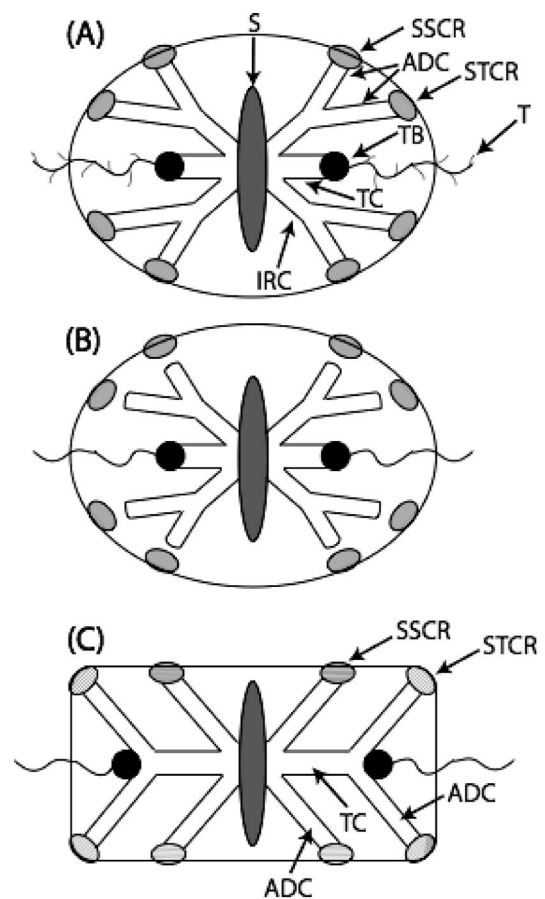 (A)
S
SSCR
ADC
STCR
TB
T
TC
IRC
(B)
(C)
SSCR
STCR
TC
ADC
ADC